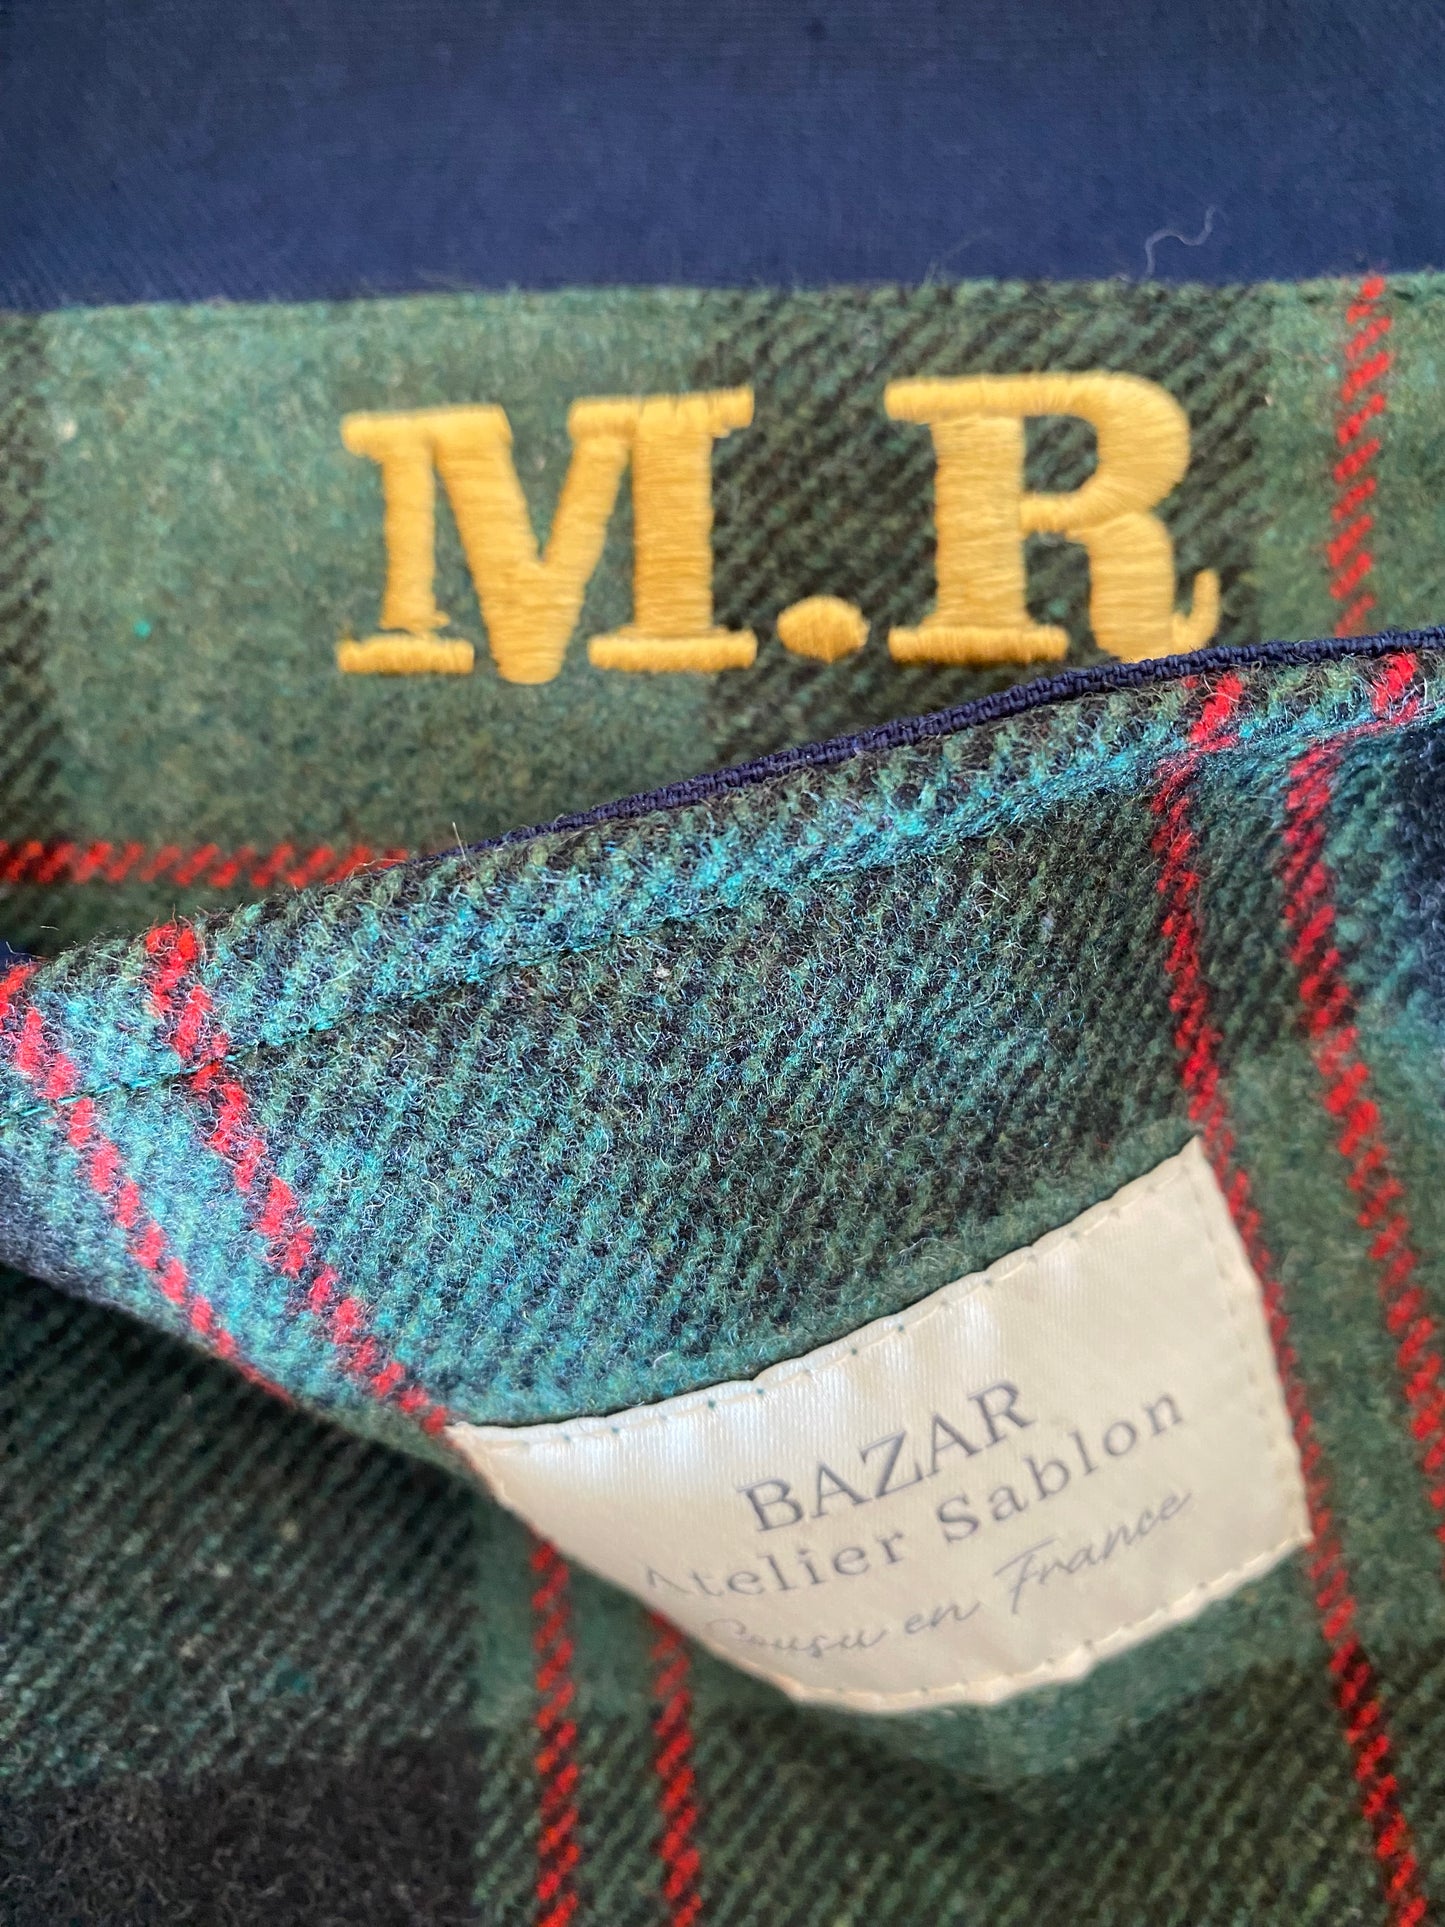 M.R
BAZAR
Atelier Sablon
Cousu en France